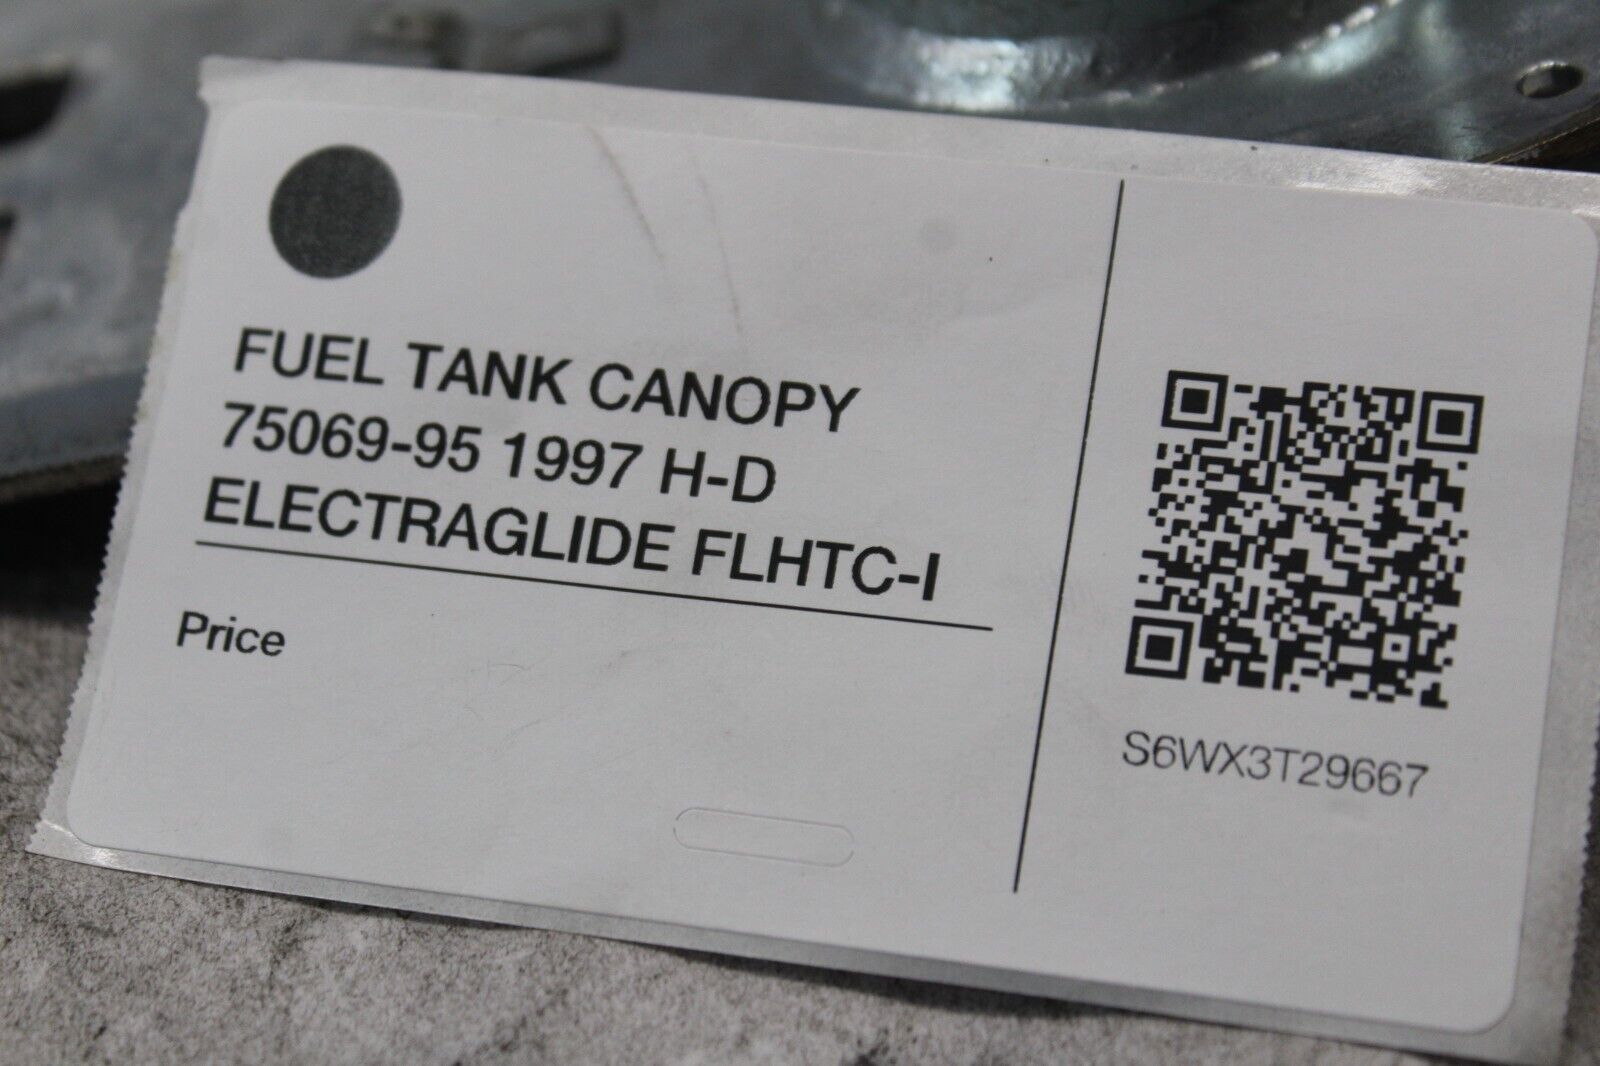 FUEL TANK CANOPY
75069-95 1997 H-D
ELECTRAGLIDE FLHTC-I
Price
S6WX3T29667